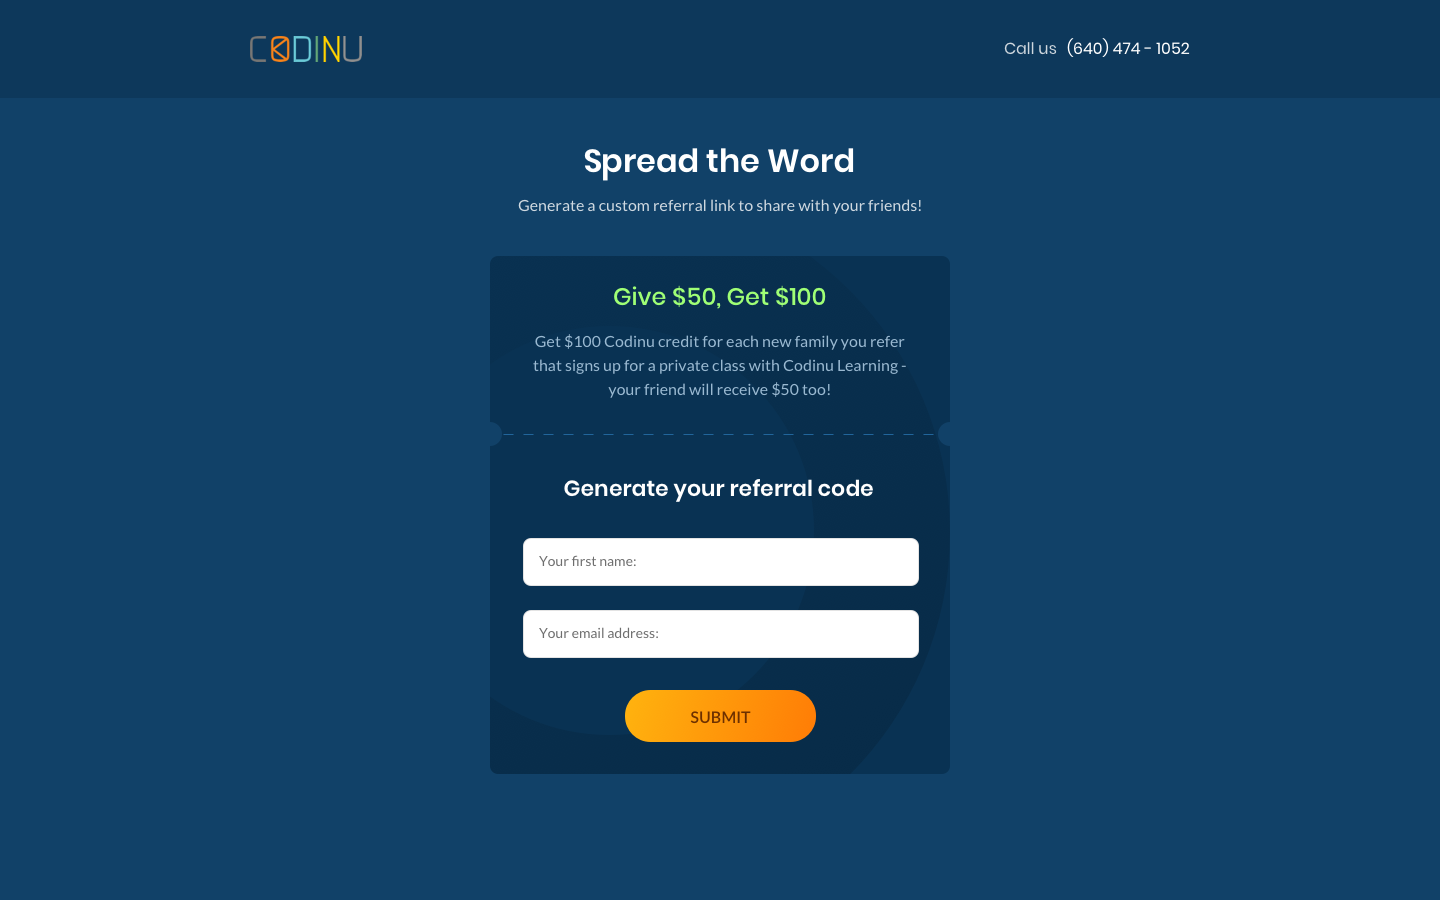 CODINU
Call us (640) 474 - 1052
Spread the Word
Generate a custom referral link to share with your friends!
Give $50, Get $100
Get $100 Codinu credit for each new family you refer
that signs up for a private class with Codinu Learning -
your friend will receive $50 too!
Generate your referral code
Your first name:
Your email address:
SUBMIT